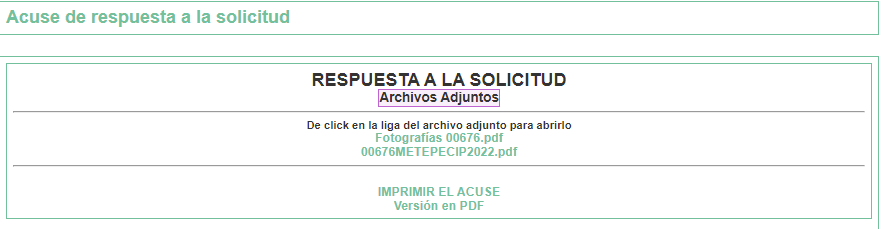 Acuse de respuesta a la solicitud
RESPUESTA A LA SOLICITUD
Archivos Adjuntos
De click en la liga del archivo adjunto para abrirlo
Fotografías 00676.pdf
00676METEPECIP2022.pdf
IMPRIMIR EL ACUSE
Versión en PDF